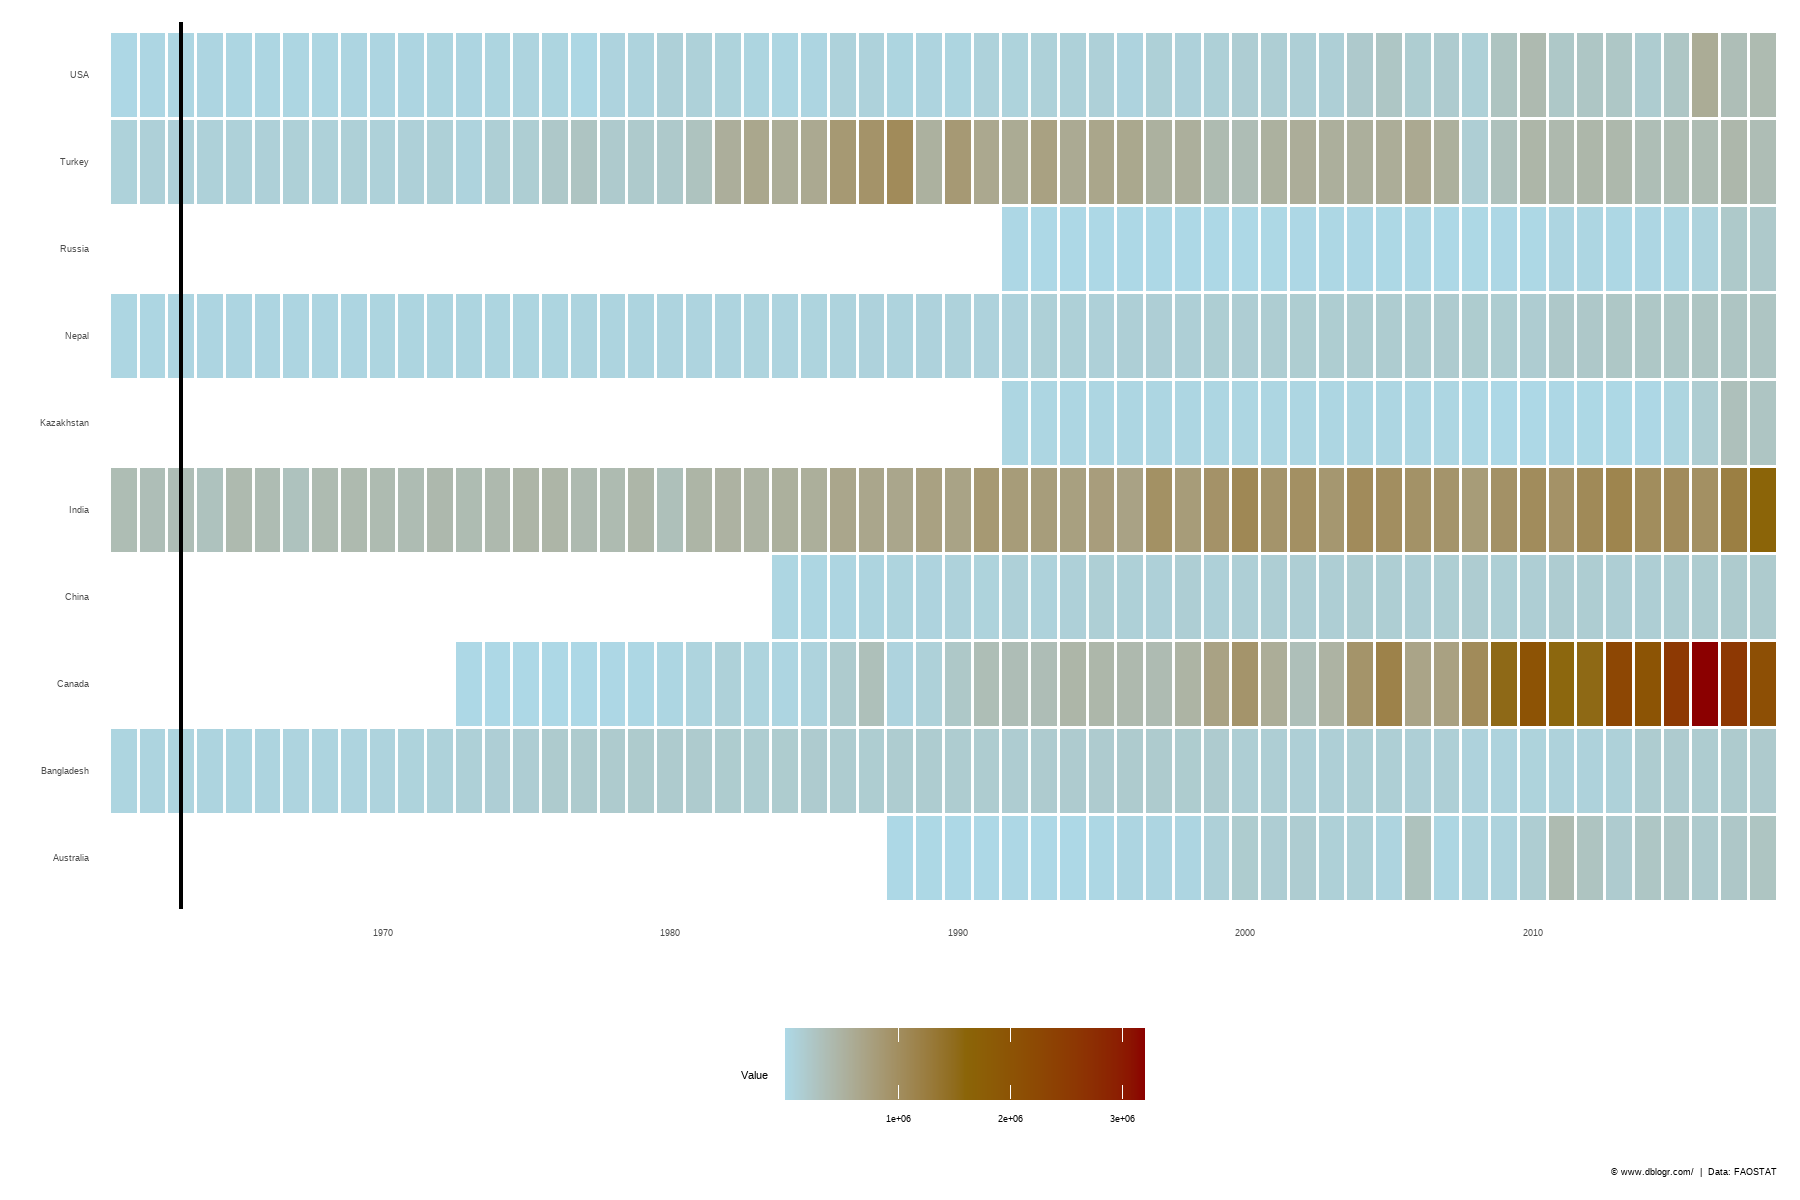 USA
Turkey
Russia
Nepal
Kazakhstan
India
China
Canada
Bangladesh
Australia
1970 1980 1990 2000 2010
Value
1e+06 2e+06 3e+06
© www.dblogr.com/ | Data: FAOSTAT